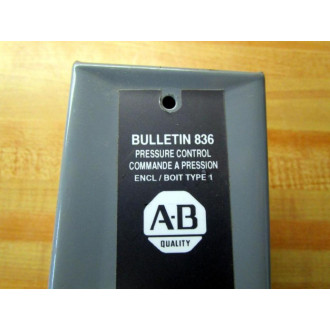 BULLETIN 836
PRESSURE CONTROL
COMMANDE A PRESSION
ENCL / BOIT TYPE 1
A-B
QUALITY